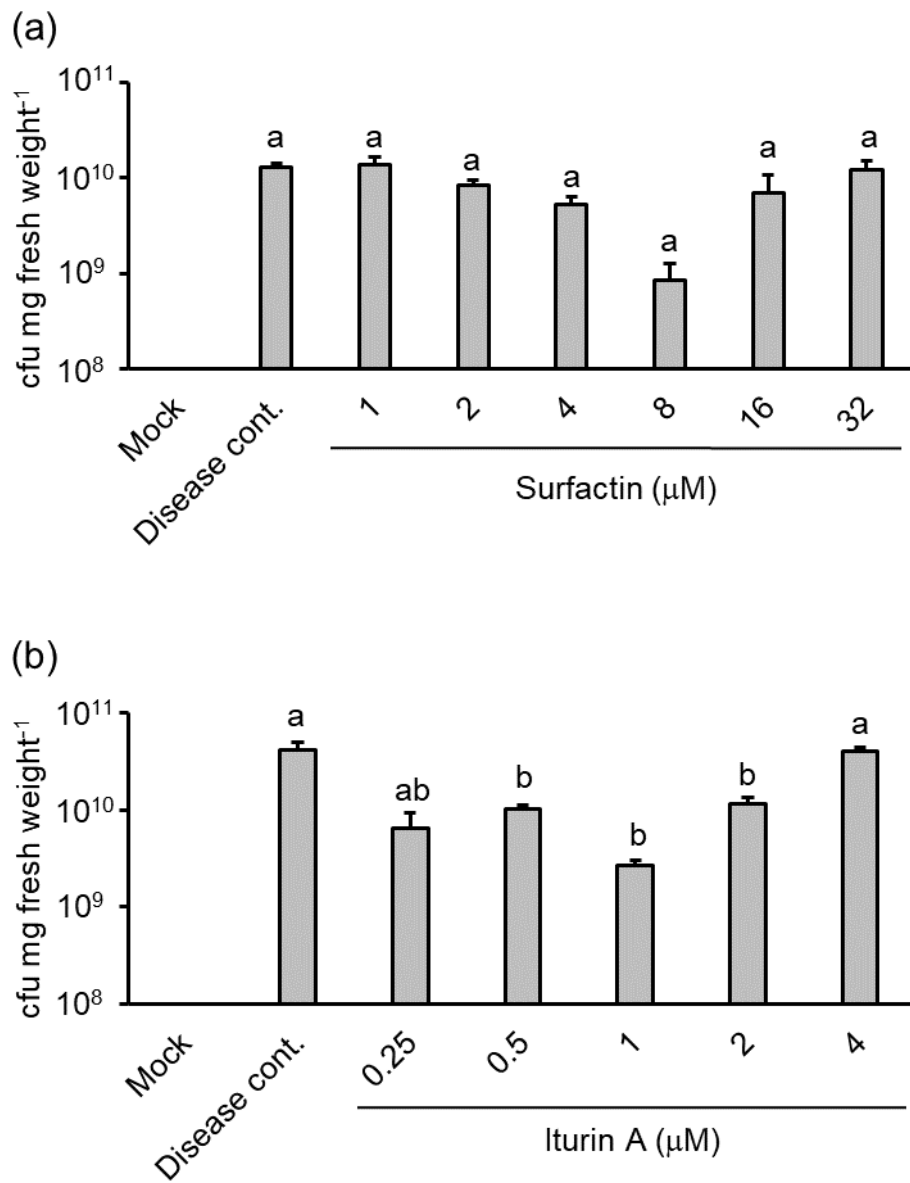 (a)
cfu mg fresh weight⁻¹
10¹¹
10¹⁰
10⁹
10⁸
a a a a a a a
Mock Disease cont. 1 2 4 8 16 32
Surfactin (μM)
(b)
cfu mg fresh weight⁻¹
10¹¹
10¹⁰
10⁹
10⁸
a ab b b b a
Mock Disease cont. 0.25 0.5 1 2 4
Iturin A (μM)